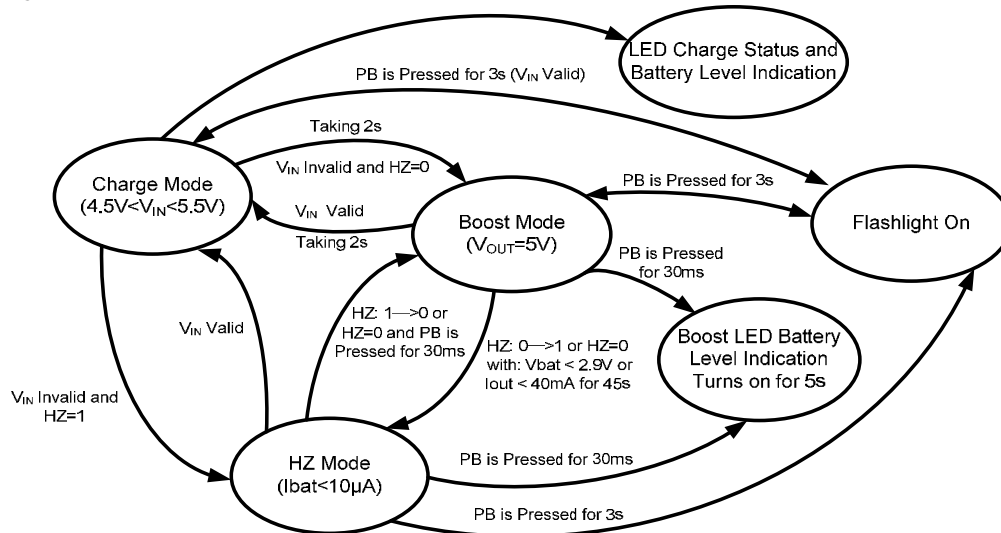 LED Charge Status and
Battery Level Indication
PB is Pressed for 3s (VIN Valid)
Taking 2s
VIN Invalid and HZ=0
Charge Mode
(4.5V<VIN<5.5V)
VIN Valid
Taking 2s
Boost Mode
(VOUT=5V)
PB is Pressed for 3s
Flashlight On
PB is Pressed
for 30ms
HZ: 1—>0 or
HZ=0 and PB is
Pressed for 30ms
VIN Valid
HZ: 0—>1 or HZ=0
with: Vbat < 2.9V or
Iout < 40mA for 45s
Boost LED Battery
Level Indication
Turns on for 5s
VIN Invalid and
HZ=1
HZ Mode
(Ibat<10µA)
PB is Pressed for 30ms
PB is Pressed for 3s